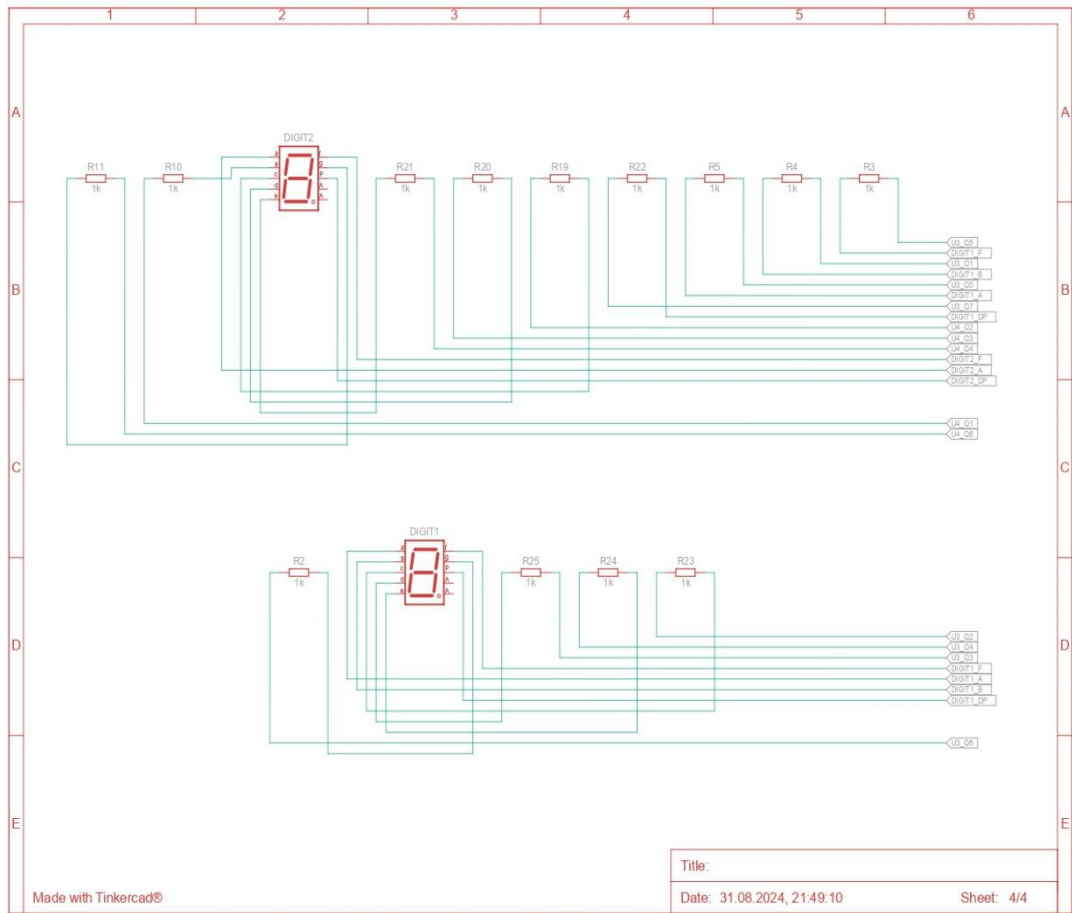 1 2 3 4 5 6
A A
DIGIT2
R11 R10 R21 R20 R19 R22 R5 R4 R3
1k 1k 1k 1k 1k 1k 1k 1k 1k
B B
U3_Q5
DIGIT1_F
U3_Q1
DIGIT1_B
U3_Q0
DIGIT1_A
U3_Q7
DIGIT1_DP
U4_Q2
U4_Q3
U4_Q4
DIGIT2_F
DIGIT2_A
DIGIT2_DP
U4_Q1
U4_Q6
C C
DIGIT1
R2 R25 R24 R23
1k 1k 1k 1k
D D
U3_Q2
U3_Q4
U3_Q3
DIGIT1_F
DIGIT1_A
DIGIT1_B
DIGIT1_DP
U3_Q6
E E
Title:
Made with Tinkercad® Date: 31.08.2024, 21:49:10 Sheet: 4/4